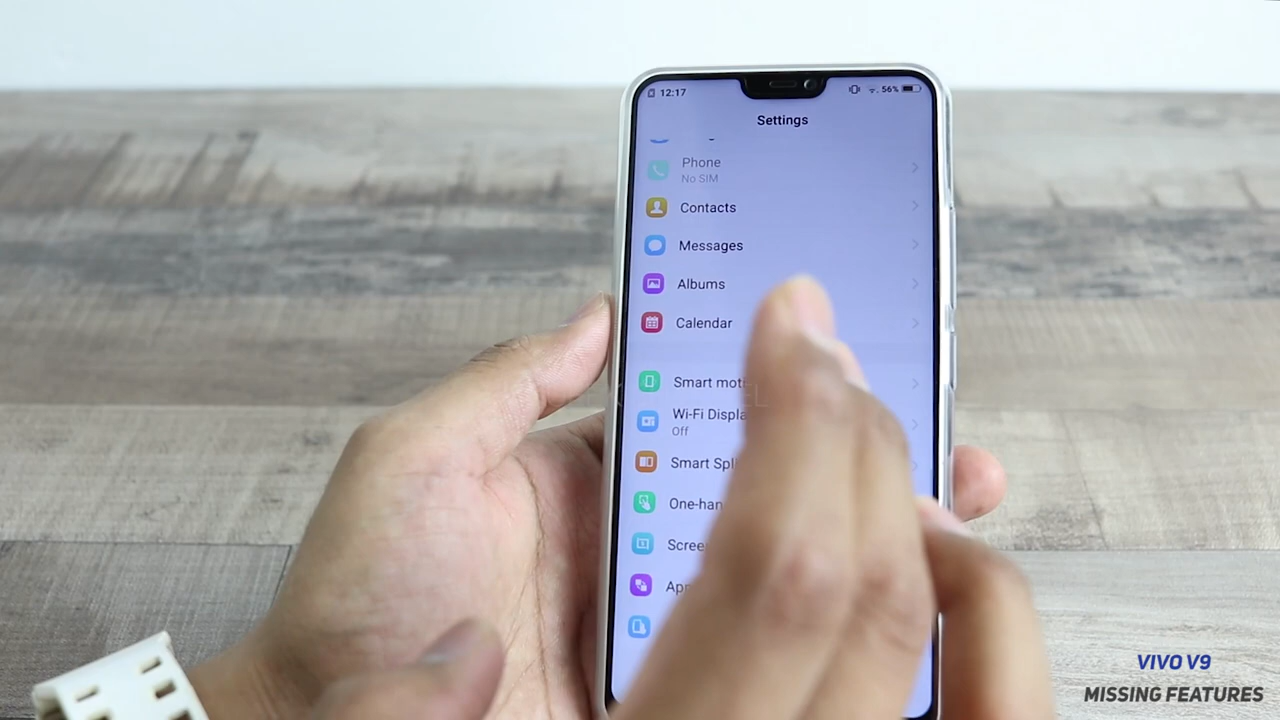 12:17
56%
Settings
Phone
No SIM
Contacts
Messages
Albums
Calendar
Smart moti
Wi-Fi Displa
Off
Smart Spl
One-han
Scree
Ap
VIVO V9
MISSING FEATURES